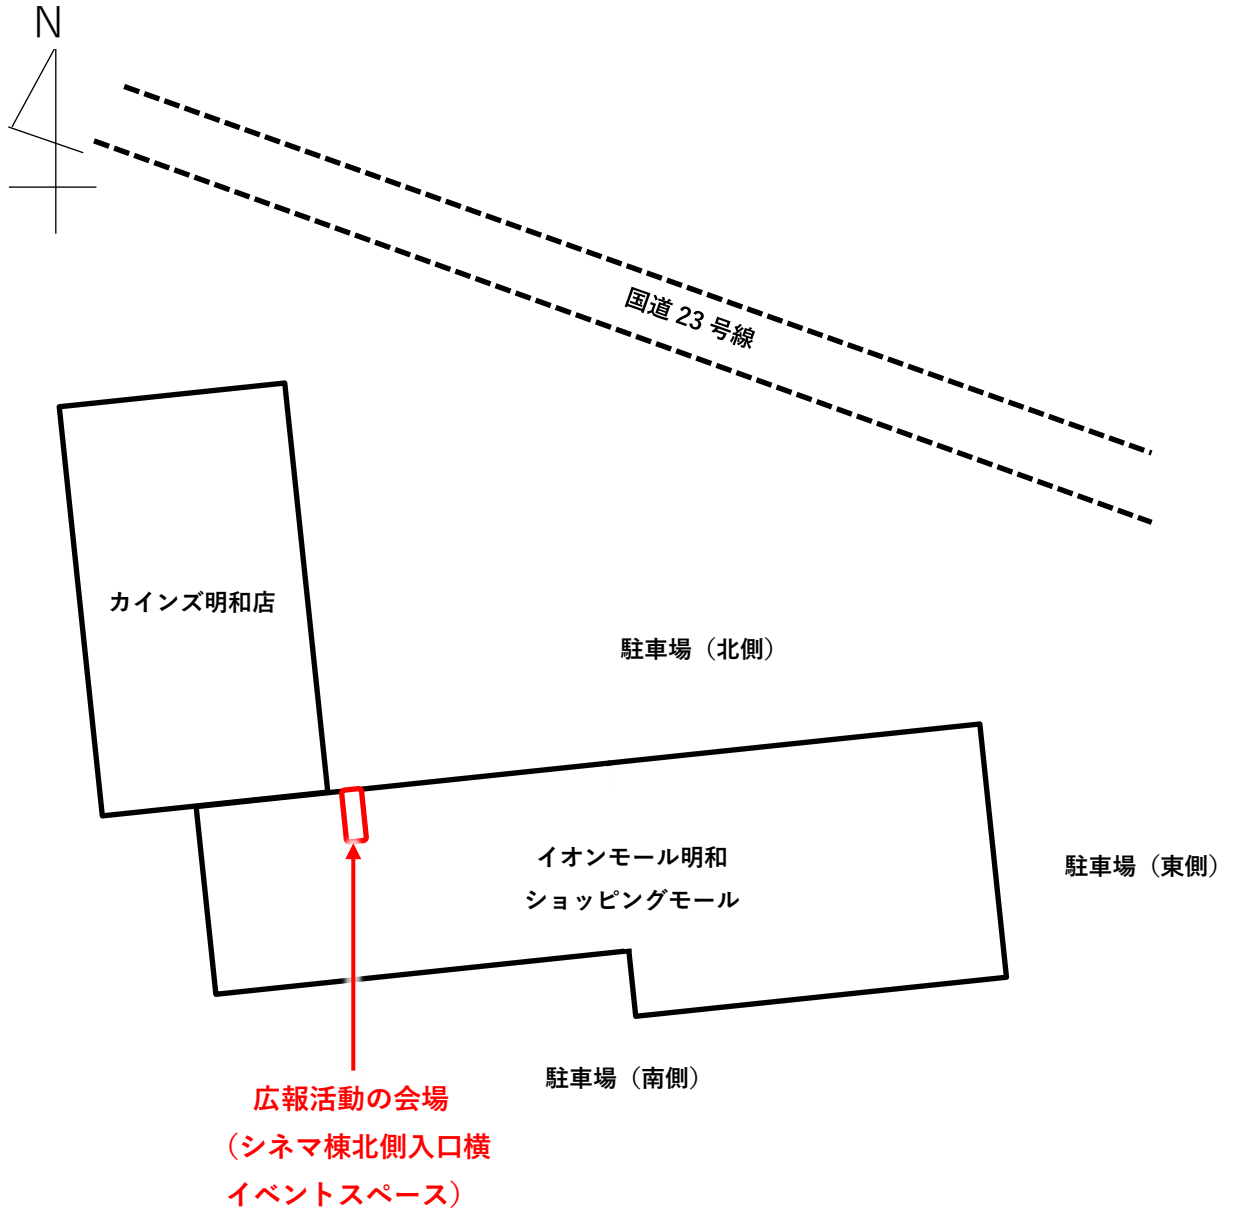 N
国道 23 号線
カインズ明和店
駐車場（北側）
イオンモール明和
ショッピングモール
駐車場（東側）
駐車場（南側）
広報活動の会場
（シネマ棟北側入口横
イベントスペース）